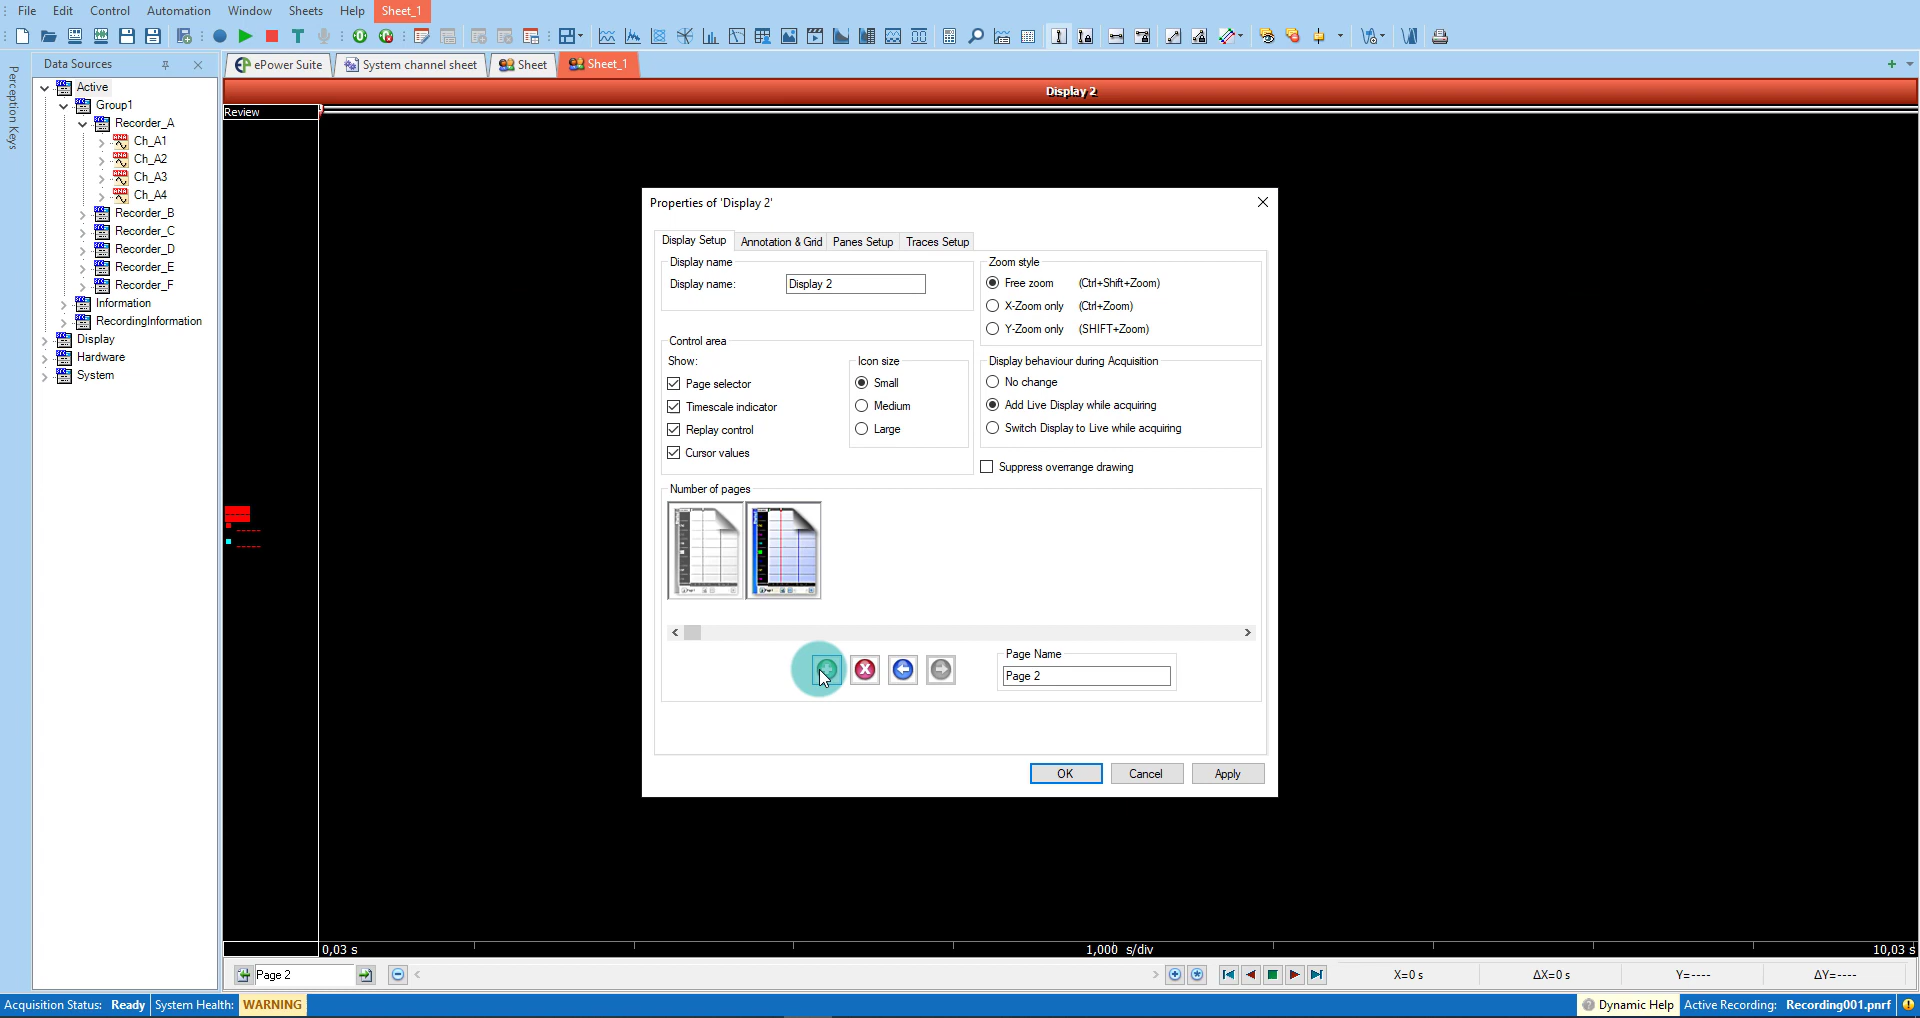 File Edit Control Automation Window Sheets Help Sheet_1
Perception Keys
Data Sources
ePower Suite System channel sheet Sheet Sheet_1
Active
Group1
Recorder_A
Ch_A1
Ch_A2
Ch_A3
Ch_A4
Recorder_B
Recorder_C
Recorder_D
Recorder_E
Recorder_F
Information
RecordingInformation
Display
Hardware
System
Display 2
Review
Properties of 'Display 2'
Display Setup Annotation & Grid Panes Setup Traces Setup
Display name
Display name: Display 2
Control area
Show:
Page selector
Timescale indicator
Replay control
Cursor values
Icon size
Small
Medium
Large
Zoom style
Free zoom (Ctrl+Shift+Zoom)
X-Zoom only (Ctrl+Zoom)
Y-Zoom only (SHIFT+Zoom)
Display behaviour during Acquisition
No change
Add Live Display while acquiring
Switch Display to Live while acquiring
Suppress overrange drawing
Number of pages
Page Name
Page 2
OK Cancel Apply
0,03 s 1,000 s/div 10,03 s
Page 2 X=0 s ΔX=0 s Y=---- ΔY=----
Acquisition Status: Ready System Health: WARNING Dynamic Help Active Recording: Recording001.pnrf